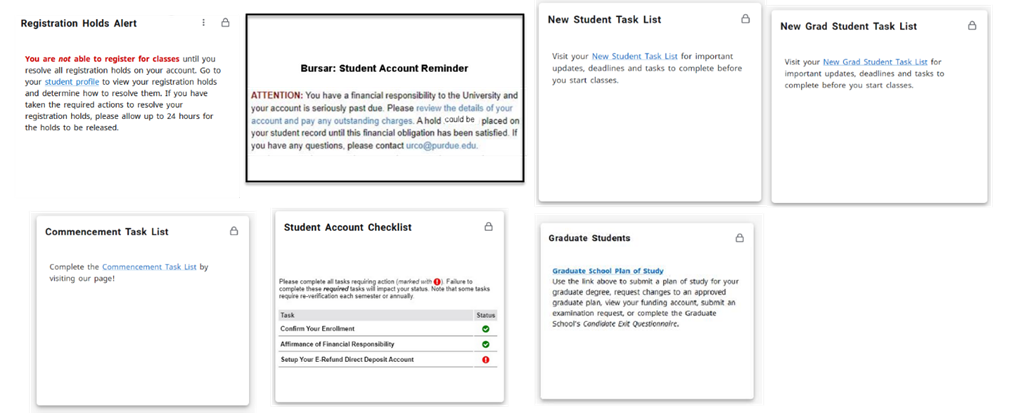 Registration Holds Alert
You are not able to register for classes until you
resolve all registration holds on your account. Go to
your student profile to view your registration holds
and determine how to resolve them. If you have
taken the required actions to resolve your
registration holds, please allow up to 24 hours for
the holds to be released.
Bursar: Student Account Reminder
ATTENTION: You have a financial responsibility to the University and
your account is seriously past due. Please review the details of your
account and pay any outstanding charges. A hold could be placed on
your student record until this financial obligation has been satisfied. If
you have any questions, please contact urco@purdue.edu.
New Student Task List
Visit your New Student Task List for important
updates, deadlines and tasks to complete before
you start classes.
New Grad Student Task List
Visit your New Grad Student Task List for
important updates, deadlines and tasks to
complete before you start classes.
Commencement Task List
Complete the Commencement Task List by
visiting our page!
Student Account Checklist
Please complete all tasks requiring action (marked with !). Failure to
complete these required tasks will impact your status. Note that some tasks
require re-verification each semester or annually.
Task Status
Confirm Your Enrollment
Affirmance of Financial Responsibility
Setup Your E-Refund Direct Deposit Account
Graduate Students
Graduate School Plan of Study
Use the link above to submit a plan of study for your
graduate degree, request changes to an approved
graduate plan, view your funding account, submit an
examination request, or complete the Graduate
School's Candidate Exit Questionnaire.